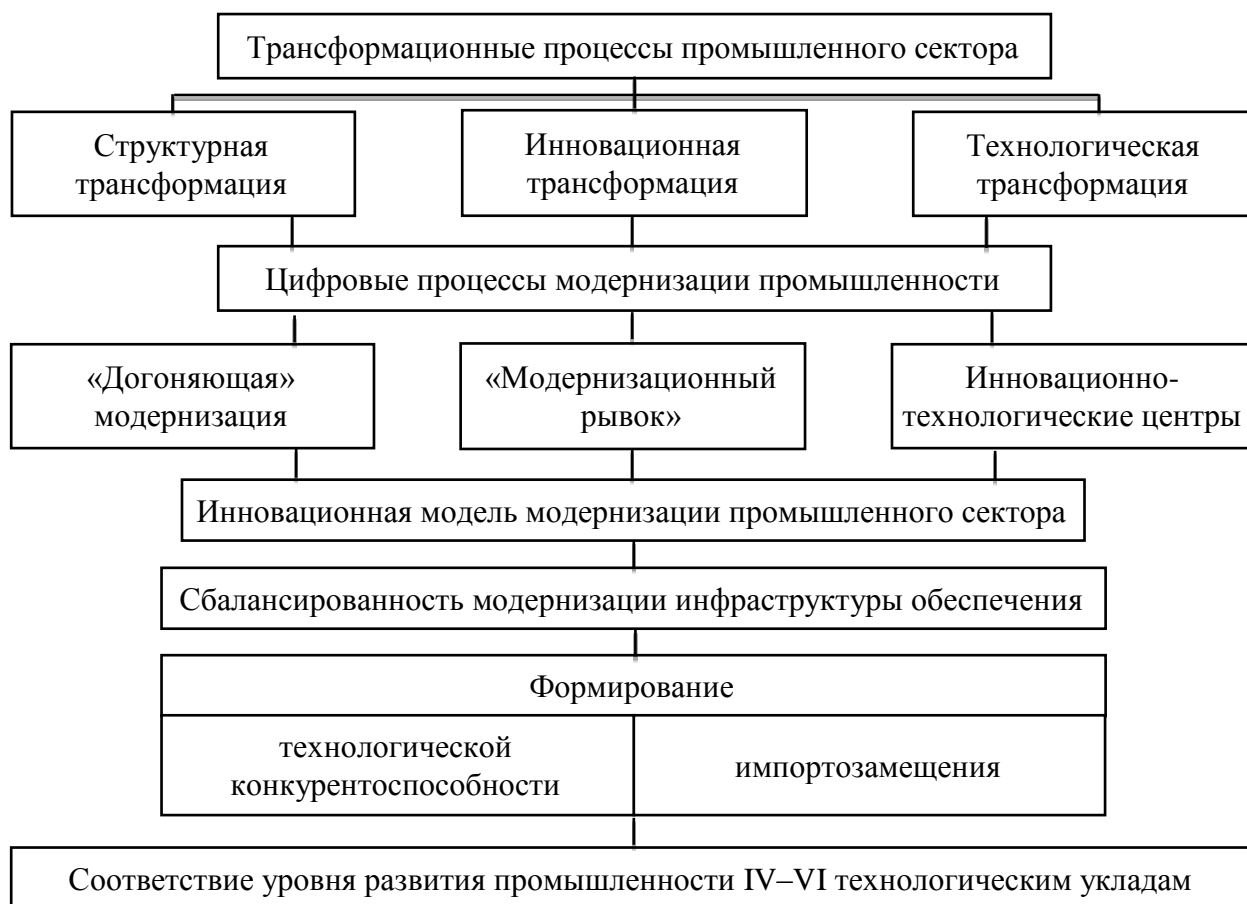 Трансформационные процессы промышленного сектора
Структурная
трансформация
Инновационная
трансформация
Технологическая
трансформация
Цифровые процессы модернизации промышленности
«Догоняющая»
модернизация
«Модернизационный
рывок»
Инновационно-
технологические центры
Инновационная модель модернизации промышленного сектора
Сбалансированность модернизации инфраструктуры обеспечения
Формирование
технологической
конкурентоспособности
импортозамещения
Соответствие уровня развития промышленности IV–VI технологическим укладам